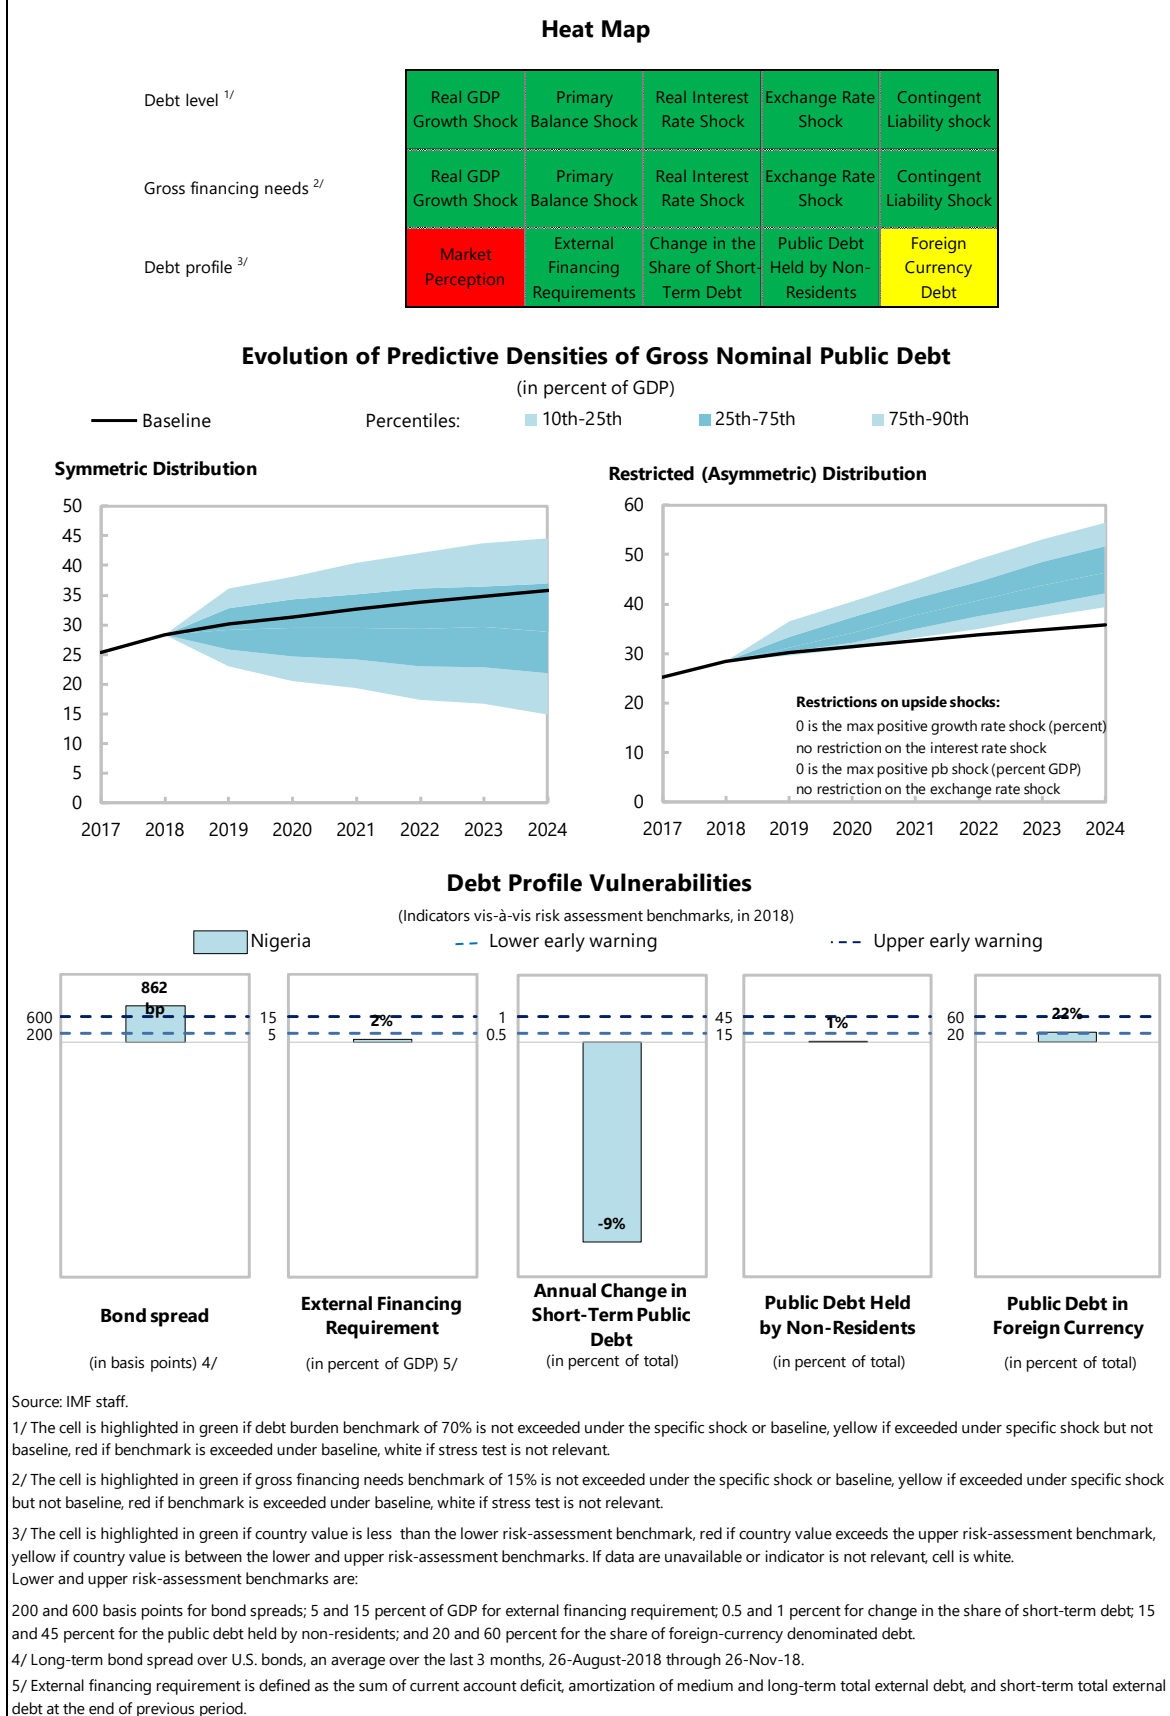 Heat Map
Debt level 1/
Real GDP Growth Shock
Primary Balance Shock
Real Interest Rate Shock
Exchange Rate Shock
Contingent Liability shock
Gross financing needs 2/
Real GDP Growth Shock
Primary Balance Shock
Real Interest Rate Shock
Exchange Rate Shock
Contingent Liability Shock
Debt profile 3/
Market Perception
External Financing Requirements
Change in the Share of Short-Term Debt
Public Debt Held by Non-Residents
Foreign Currency Debt
Evolution of Predictive Densities of Gross Nominal Public Debt
(in percent of GDP)
Baseline Percentiles: 10th-25th 25th-75th 75th-90th
Symmetric Distribution
50
45
40
35
30
25
20
15
10
5
0
2017 2018 2019 2020 2021 2022 2023 2024
Restricted (Asymmetric) Distribution
60
50
40
30
20
10
0
Restrictions on upside shocks:
0 is the max positive growth rate shock (percent)
no restriction on the interest rate shock
0 is the max positive pb shock (percent GDP)
no restriction on the exchange rate shock
2017 2018 2019 2020 2021 2022 2023 2024
Debt Profile Vulnerabilities
(Indicators vis-à-vis risk assessment benchmarks, in 2018)
Nigeria Lower early warning Upper early warning
862
bp
600
200
2%
15
5
1
0.5
-9%
1%
45
15
22%
60
20
Bond spread
(in basis points) 4/
External Financing
Requirement
(in percent of GDP) 5/
Annual Change in
Short-Term Public
Debt
(in percent of total)
Public Debt Held
by Non-Residents
(in percent of total)
Public Debt in
Foreign Currency
(in percent of total)
Source: IMF staff.
1/ The cell is highlighted in green if debt burden benchmark of 70% is not exceeded under the specific shock or baseline, yellow if exceeded under specific shock but not
baseline, red if benchmark is exceeded under baseline, white if stress test is not relevant.
2/ The cell is highlighted in green if gross financing needs benchmark of 15% is not exceeded under the specific shock or baseline, yellow if exceeded under specific shock
but not baseline, red if benchmark is exceeded under baseline, white if stress test is not relevant.
3/ The cell is highlighted in green if country value is less than the lower risk-assessment benchmark, red if country value exceeds the upper risk-assessment benchmark,
yellow if country value is between the lower and upper risk-assessment benchmarks. If data are unavailable or indicator is not relevant, cell is white.
Lower and upper risk-assessment benchmarks are:
200 and 600 basis points for bond spreads; 5 and 15 percent of GDP for external financing requirement; 0.5 and 1 percent for change in the share of short-term debt; 15
and 45 percent for the public debt held by non-residents; and 20 and 60 percent for the share of foreign-currency denominated debt.
4/ Long-term bond spread over U.S. bonds, an average over the last 3 months, 26-August-2018 through 26-Nov-18.
5/ External financing requirement is defined as the sum of current account deficit, amortization of medium and long-term total external debt, and short-term total external
debt at the end of previous period.